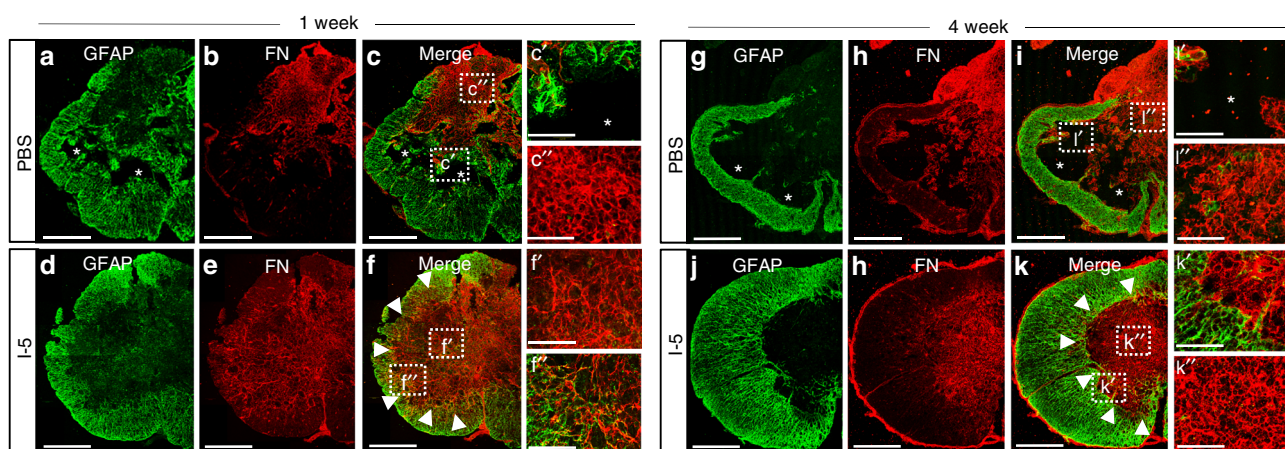 1 week
4 week
PBS
a GFAP
b FN
c Merge
c″
c′
*
*
*
*
c′
*
c″
PBS
g GFAP
h FN
i Merge
l′
l″
*
*
*
*
l′
*
l″
I-5
d GFAP
e FN
f Merge
f′
f″
f′
f″
I-5
j GFAP
h FN
k Merge
k″
k′
k′
k″